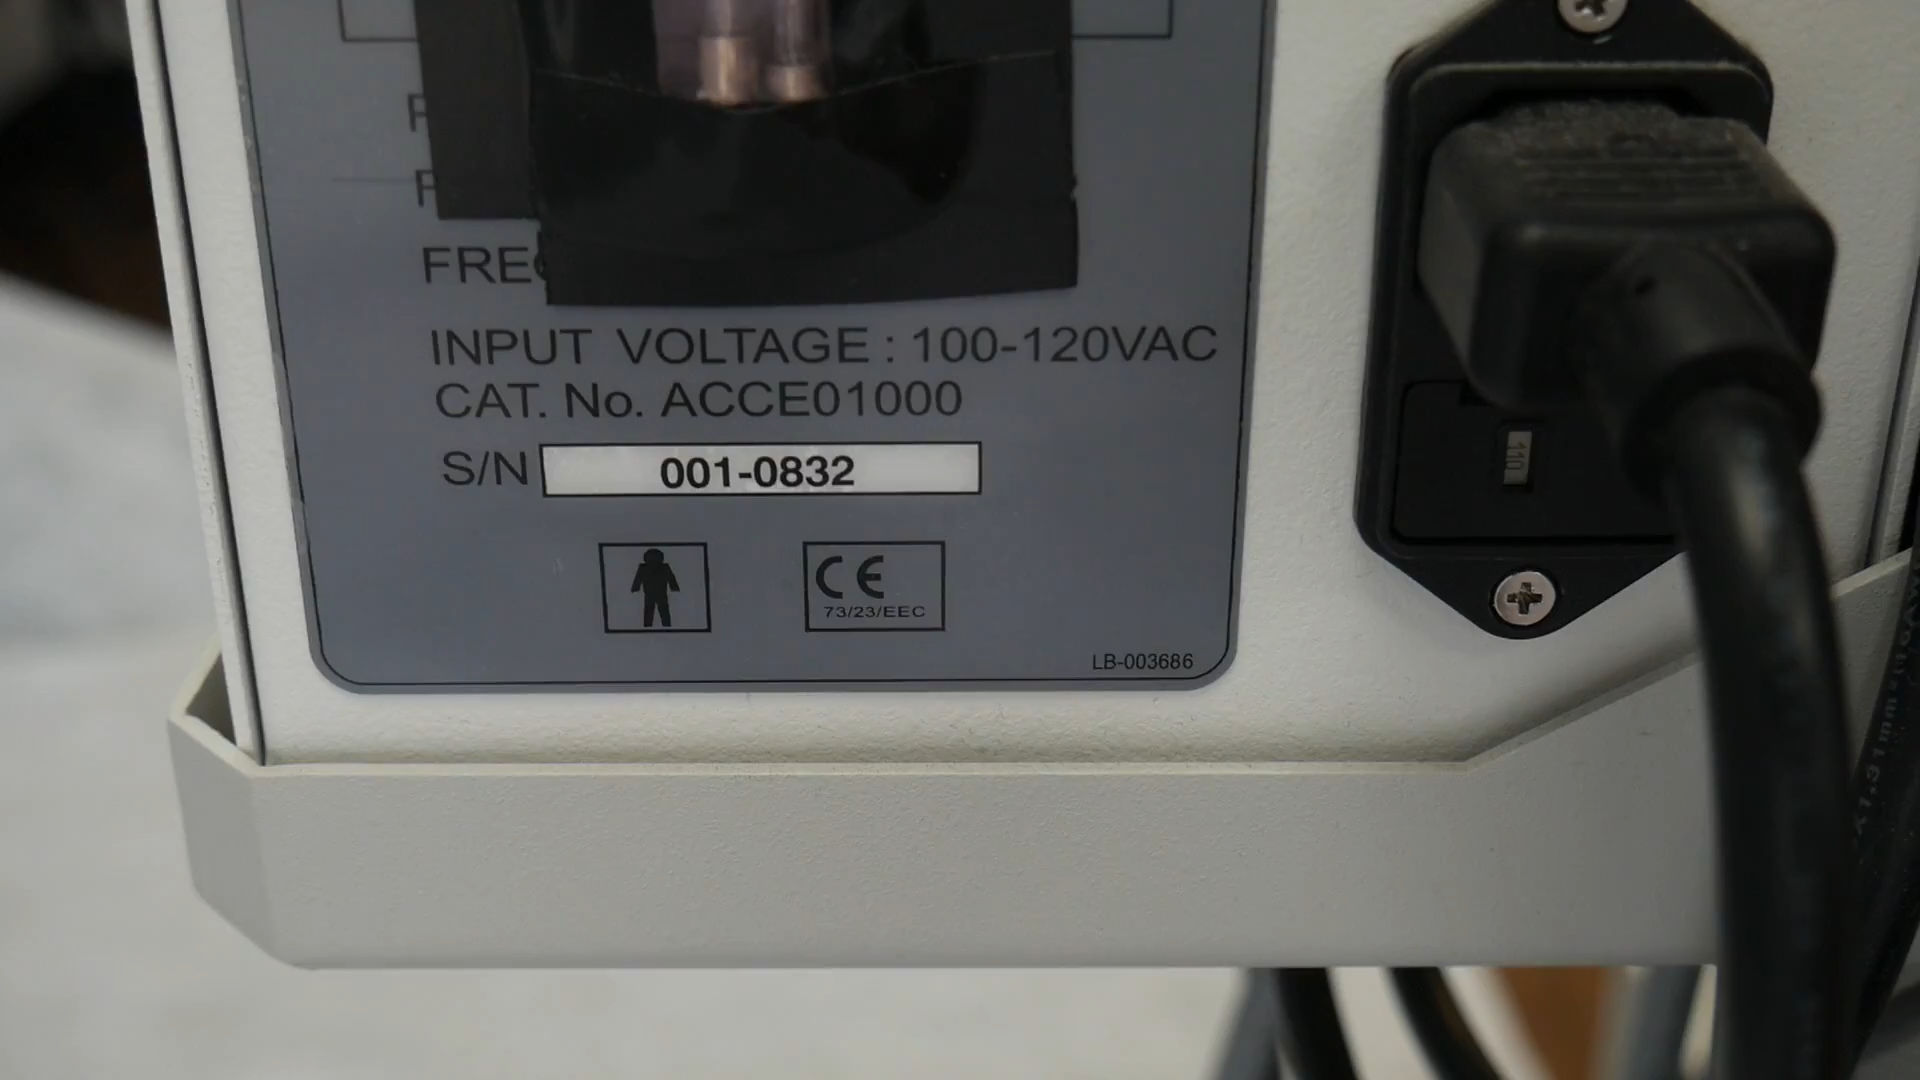 INPUT VOLTAGE : 100-120VAC
CAT. No. ACCE01000
S/N 001-0832
CE
73/23/EEC
LB-003686
110